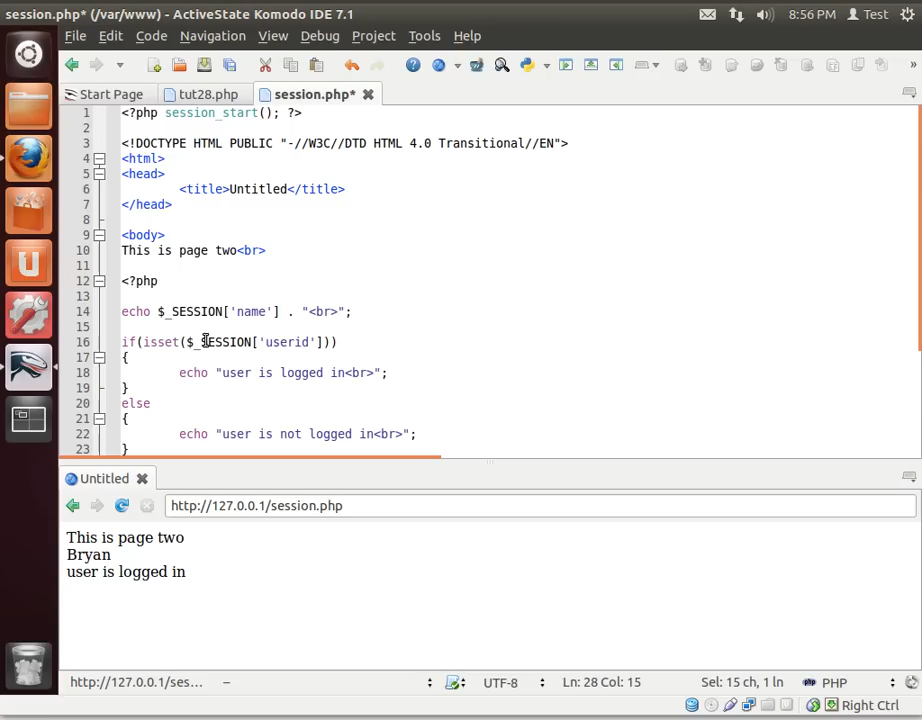 session.php* (/var/www) - ActiveState Komodo IDE 7.1
8:56 PM Test
File Edit Code Navigation View Debug Project Tools Help
Start Page tut28.php session.php*
1 <?php session_start(); ?>
2
3 <!DOCTYPE HTML PUBLIC "-//W3C//DTD HTML 4.0 Transitional//EN">
4 <html>
5 <head>
6 <title>Untitled</title>
7 </head>
8
9 <body>
10 This is page two<br>
11
12 <?php
13
14 echo $_SESSION['name'] . "<br>";
15
16 if(isset($_SESSION['userid']))
17 {
18 echo "user is logged in<br>";
19 }
20 else
21 {
22 echo "user is not logged in<br>";
23 }
Untitled
http://127.0.0.1/session.php
This is page two
Bryan
user is logged in
http://127.0.0.1/ses... – UTF-8 Ln: 28 Col: 15 Sel: 15 ch, 1 ln PHP
Right Ctrl